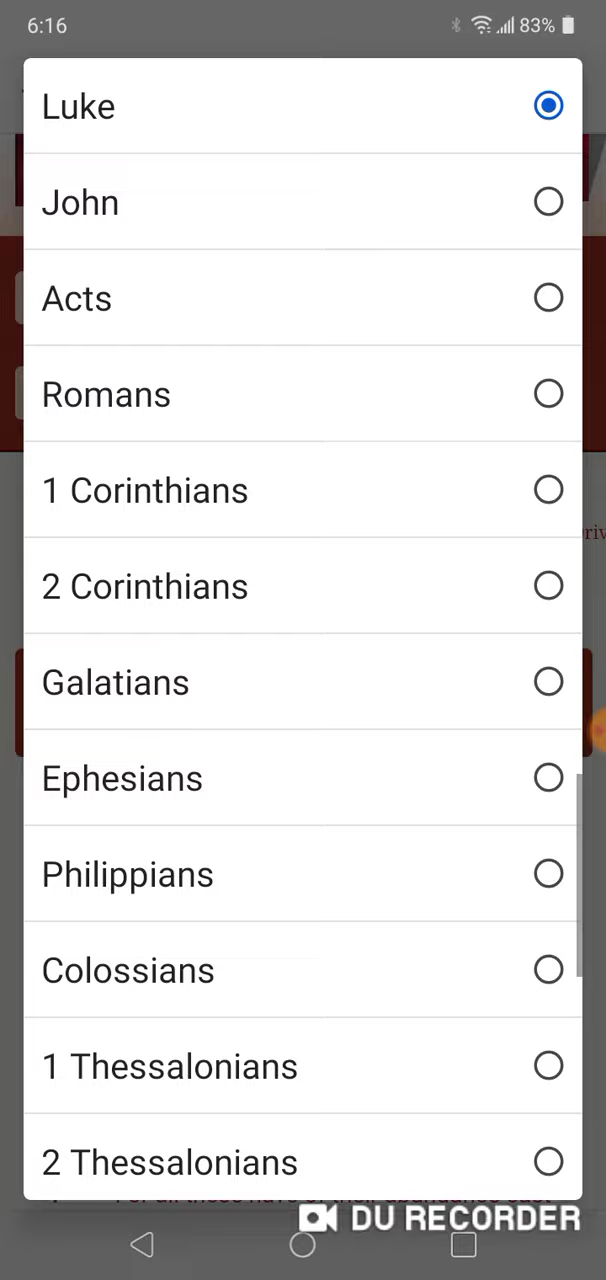 6:16
83%
Luke
John
Acts
Romans
1 Corinthians
2 Corinthians
Galatians
Ephesians
Philippians
Colossians
1 Thessalonians
2 Thessalonians
DU RECORDER